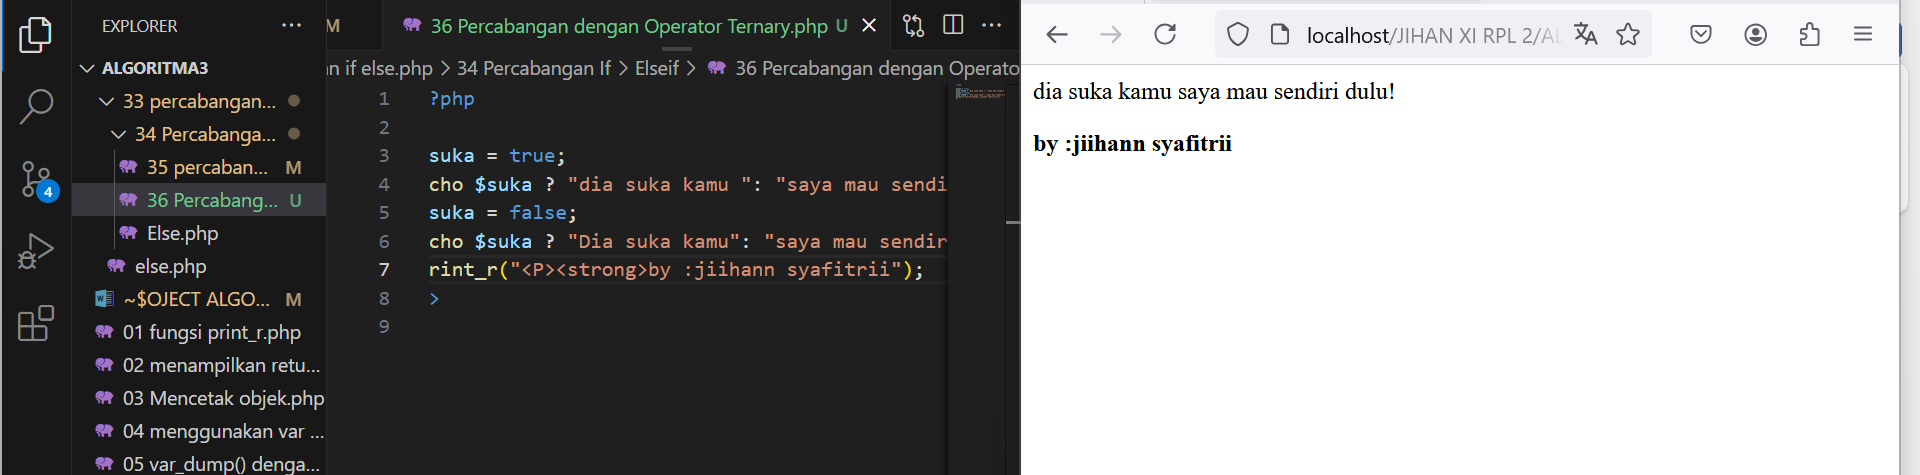 EXPLORER
ALGORITMA3
33 percabangan...
34 Percabanga...
35 percaban... M
36 Percabang... U
Else.php
else.php
~$OJECT ALGO... M
01 fungsi print_r.php
02 menampilkan retu...
03 Mencetak objek.php
04 menggunakan var ...
05 var_dump() denga...
4
M
36 Percabangan dengan Operator Ternary.php U
n if else.php > 34 Percabangan If > Elseif > 36 Percabangan dengan Operato
1 ?php
2
3 suka = true;
4 cho $suka ? "dia suka kamu ": "saya mau sendi
5 suka = false;
6 cho $suka ? "Dia suka kamu": "saya mau sendir
7 rint_r("<P><strong>by :jiihann syafitrii");
8 >
9
localhost/JIHAN XI RPL 2/AL
dia suka kamu saya mau sendiri dulu!
by :jiihann syafitrii